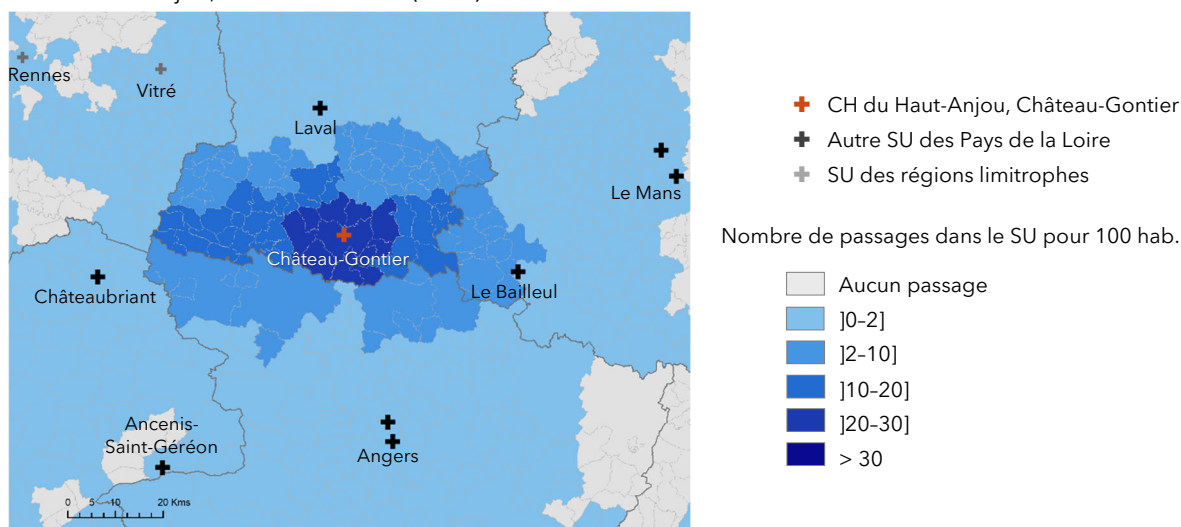 Rennes
Vitré
Laval
Le Mans
Château-Gontier
Châteaubriant
Le Bailleul
Ancenis-
Saint-Géréon
Angers
0 5 10 20 Kms
CH du Haut-Anjou, Château-Gontier
Autre SU des Pays de la Loire
SU des régions limitrophes
Nombre de passages dans le SU pour 100 hab.
Aucun passage
]0–2]
]2–10]
]10–20]
]20–30]
> 30